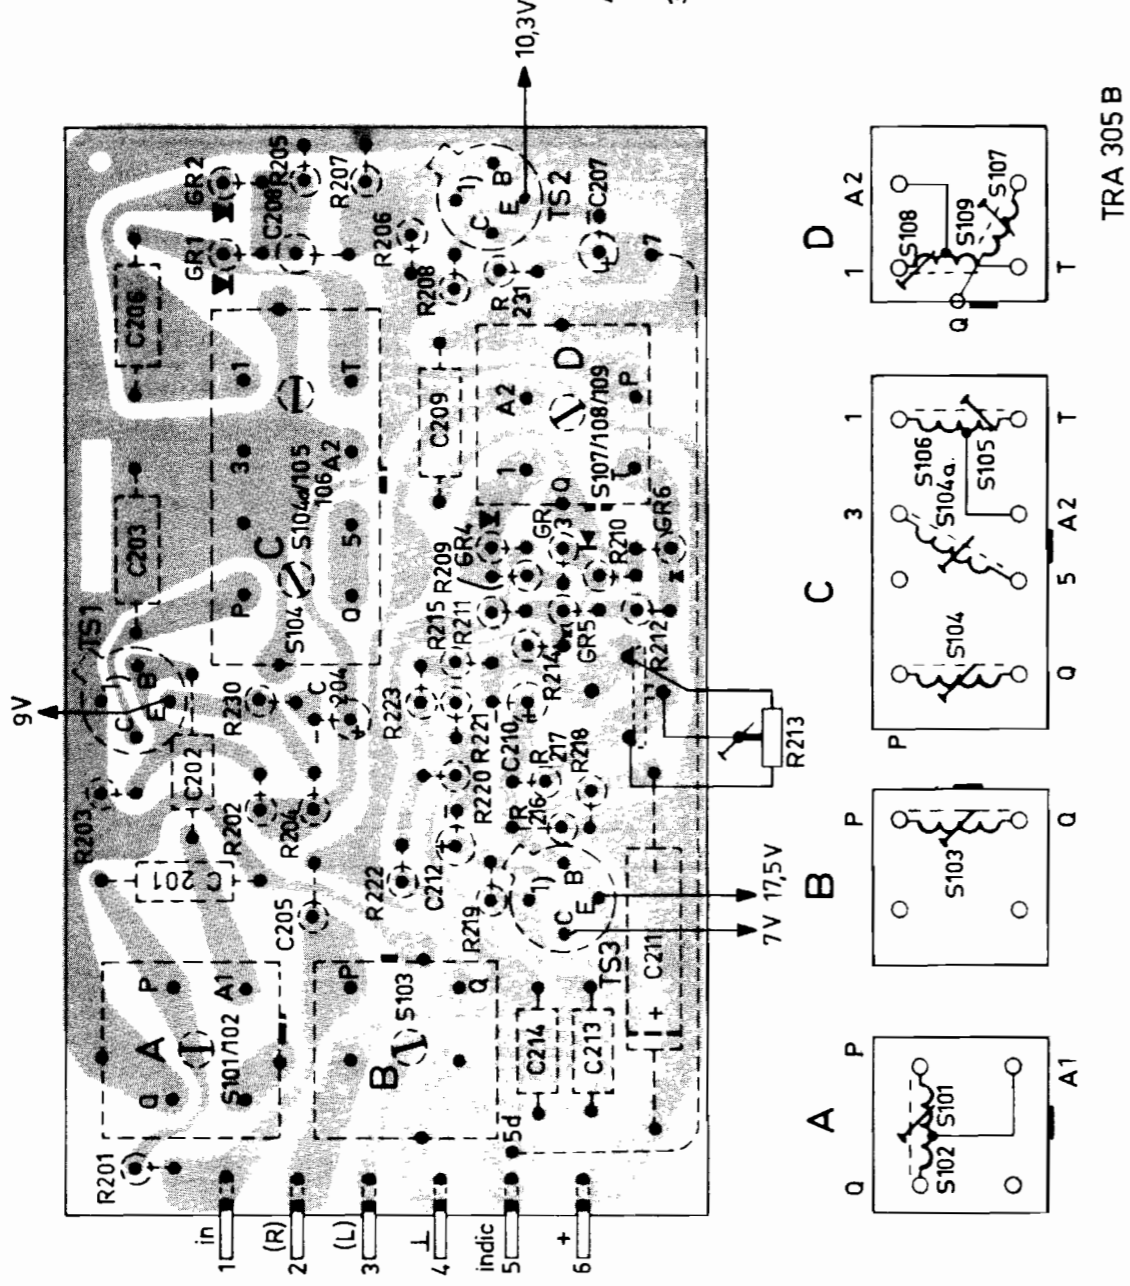 10,3V
9V
TS1
1)
C
B
E
R203
C203
C206
GR2
GR1
C208
R205
R207
R206
1)
B
C
E
TS2
C207
7
R208
R
231
C202
R202
R204
R230
C
204
C
201
C205
P
C
3
1
S104
S104a/105
106
A2
Q
5
T
C209
A
Q
P
A1
S101/102
R201
B
P
Q
S103
R222
C212
R219
R223
R215
R211
R209
GR4
GR
3
R210
GR6
GR5
R214
R212
R221
R220
C210
R
216
R
217
R218
R213
A2
1
D
Q
P
T
S107/108/109
1)
B
C
E
TS3
C211
+
C214
C213
5d
7V
17,5V
in
1
(R)
2
(L)
3
⊥
4
indic
5
+
6
A
Q
P
S102
S101
A1
B
P
S103
Q
C
P
3
1
S104
S106
S104a.
S105
Q
5
A2
T
D
1
A2
S108
S109
S107
Q
T
TRA 305 B